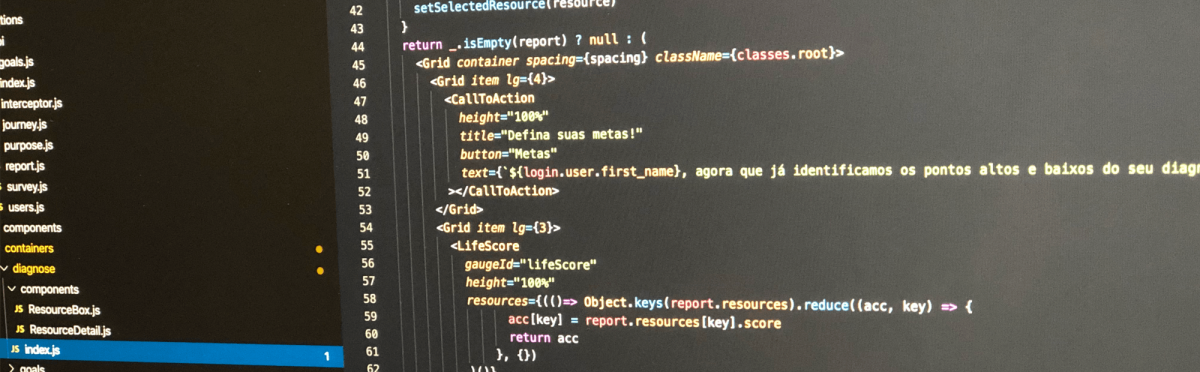 tions
goals.js
index.js
interceptor.js
journey.js
purpose.js
report.js
survey.js
users.js
components
containers
diagnose
components
JS ResourceBox.js
JS ResourceDetail.js
JS index.js 1
goals
42 setSelectedResource(resource)
43 }
44 return _.isEmpty(report) ? null : (
45 <Grid container spacing={spacing} className={classes.root}>
46 <Grid item lg={4}>
47 <CallToAction
48 height="100%"
49 title="Defina suas metas!"
50 button="Metas"
51 text={`${login.user.first_name}, agora que já identificamos os pontos altos e baixos do seu diagn
52 ></CallToAction>
53 </Grid>
54 <Grid item lg={3}>
55 <LifeScore
56 gaugeId="lifeScore"
57 height="100%"
58 resources={(()=> Object.keys(report.resources).reduce((acc, key) => {
59 acc[key] = report.resources[key].score
60 return acc
61 }, {})
62 )()}